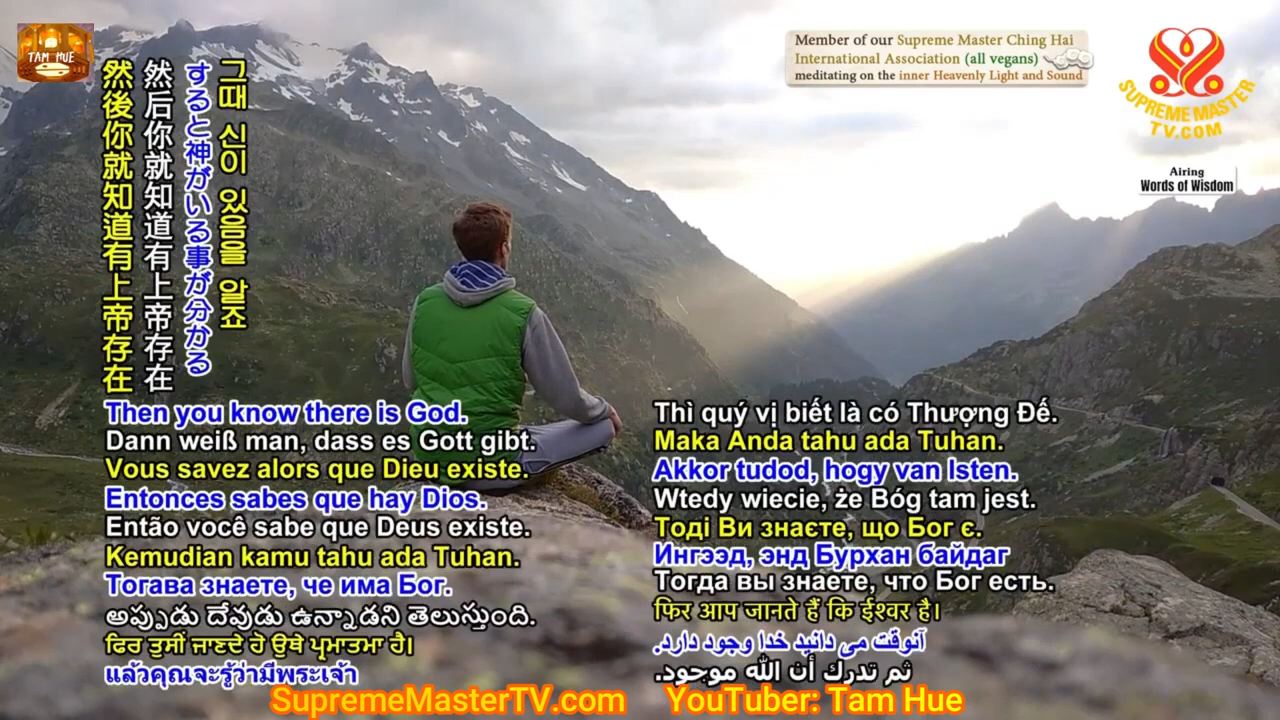 TAM HUE
Member of our Supreme Master Ching Hai
International Association (all vegans)
meditating on the inner Heavenly Light and Sound
SUPREME MASTER
TV.COM
Airing
Words of Wisdom
그때 신이 있음을 알죠
すると神がいる事が分かる
然后你就知道有上帝存在
然後你就知道有上帝存在
Then you know there is God.
Dann weiß man, dass es Gott gibt.
Vous savez alors que Dieu existe.
Entonces sabes que hay Dios.
Então você sabe que Deus existe.
Kemudian kamu tahu ada Tuhan.
Тогава знаете, че има Бог.
అప్పుడు దేవుడు ఉన్నాడని తెలుస్తుంది.
ਫਿਰ ਤੁਸੀਂ ਜਾਣਦੇ ਹੋ ਉਥੇ ਪ੍ਰਮਾਤਮਾ ਹੈ।
แล้วคุณจะรู้ว่ามีพระเจ้า
Thì quý vị biết là có Thượng Đế.
Maka Anda tahu ada Tuhan.
Akkor tudod, hogy van Isten.
Wtedy wiecie, że Bóg tam jest.
Тоді Ви знаєте, що Бог є.
Ингээд, энд Бурхан байдаг
Тогда вы знаете, что Бог есть.
फिर आप जानते हैं कि ईश्वर है।
آنوقت می دانید خدا وجود دارد.
ثم تدرك أن الله موجود.
SupremeMasterTV.com
YouTuber: Tam Hue